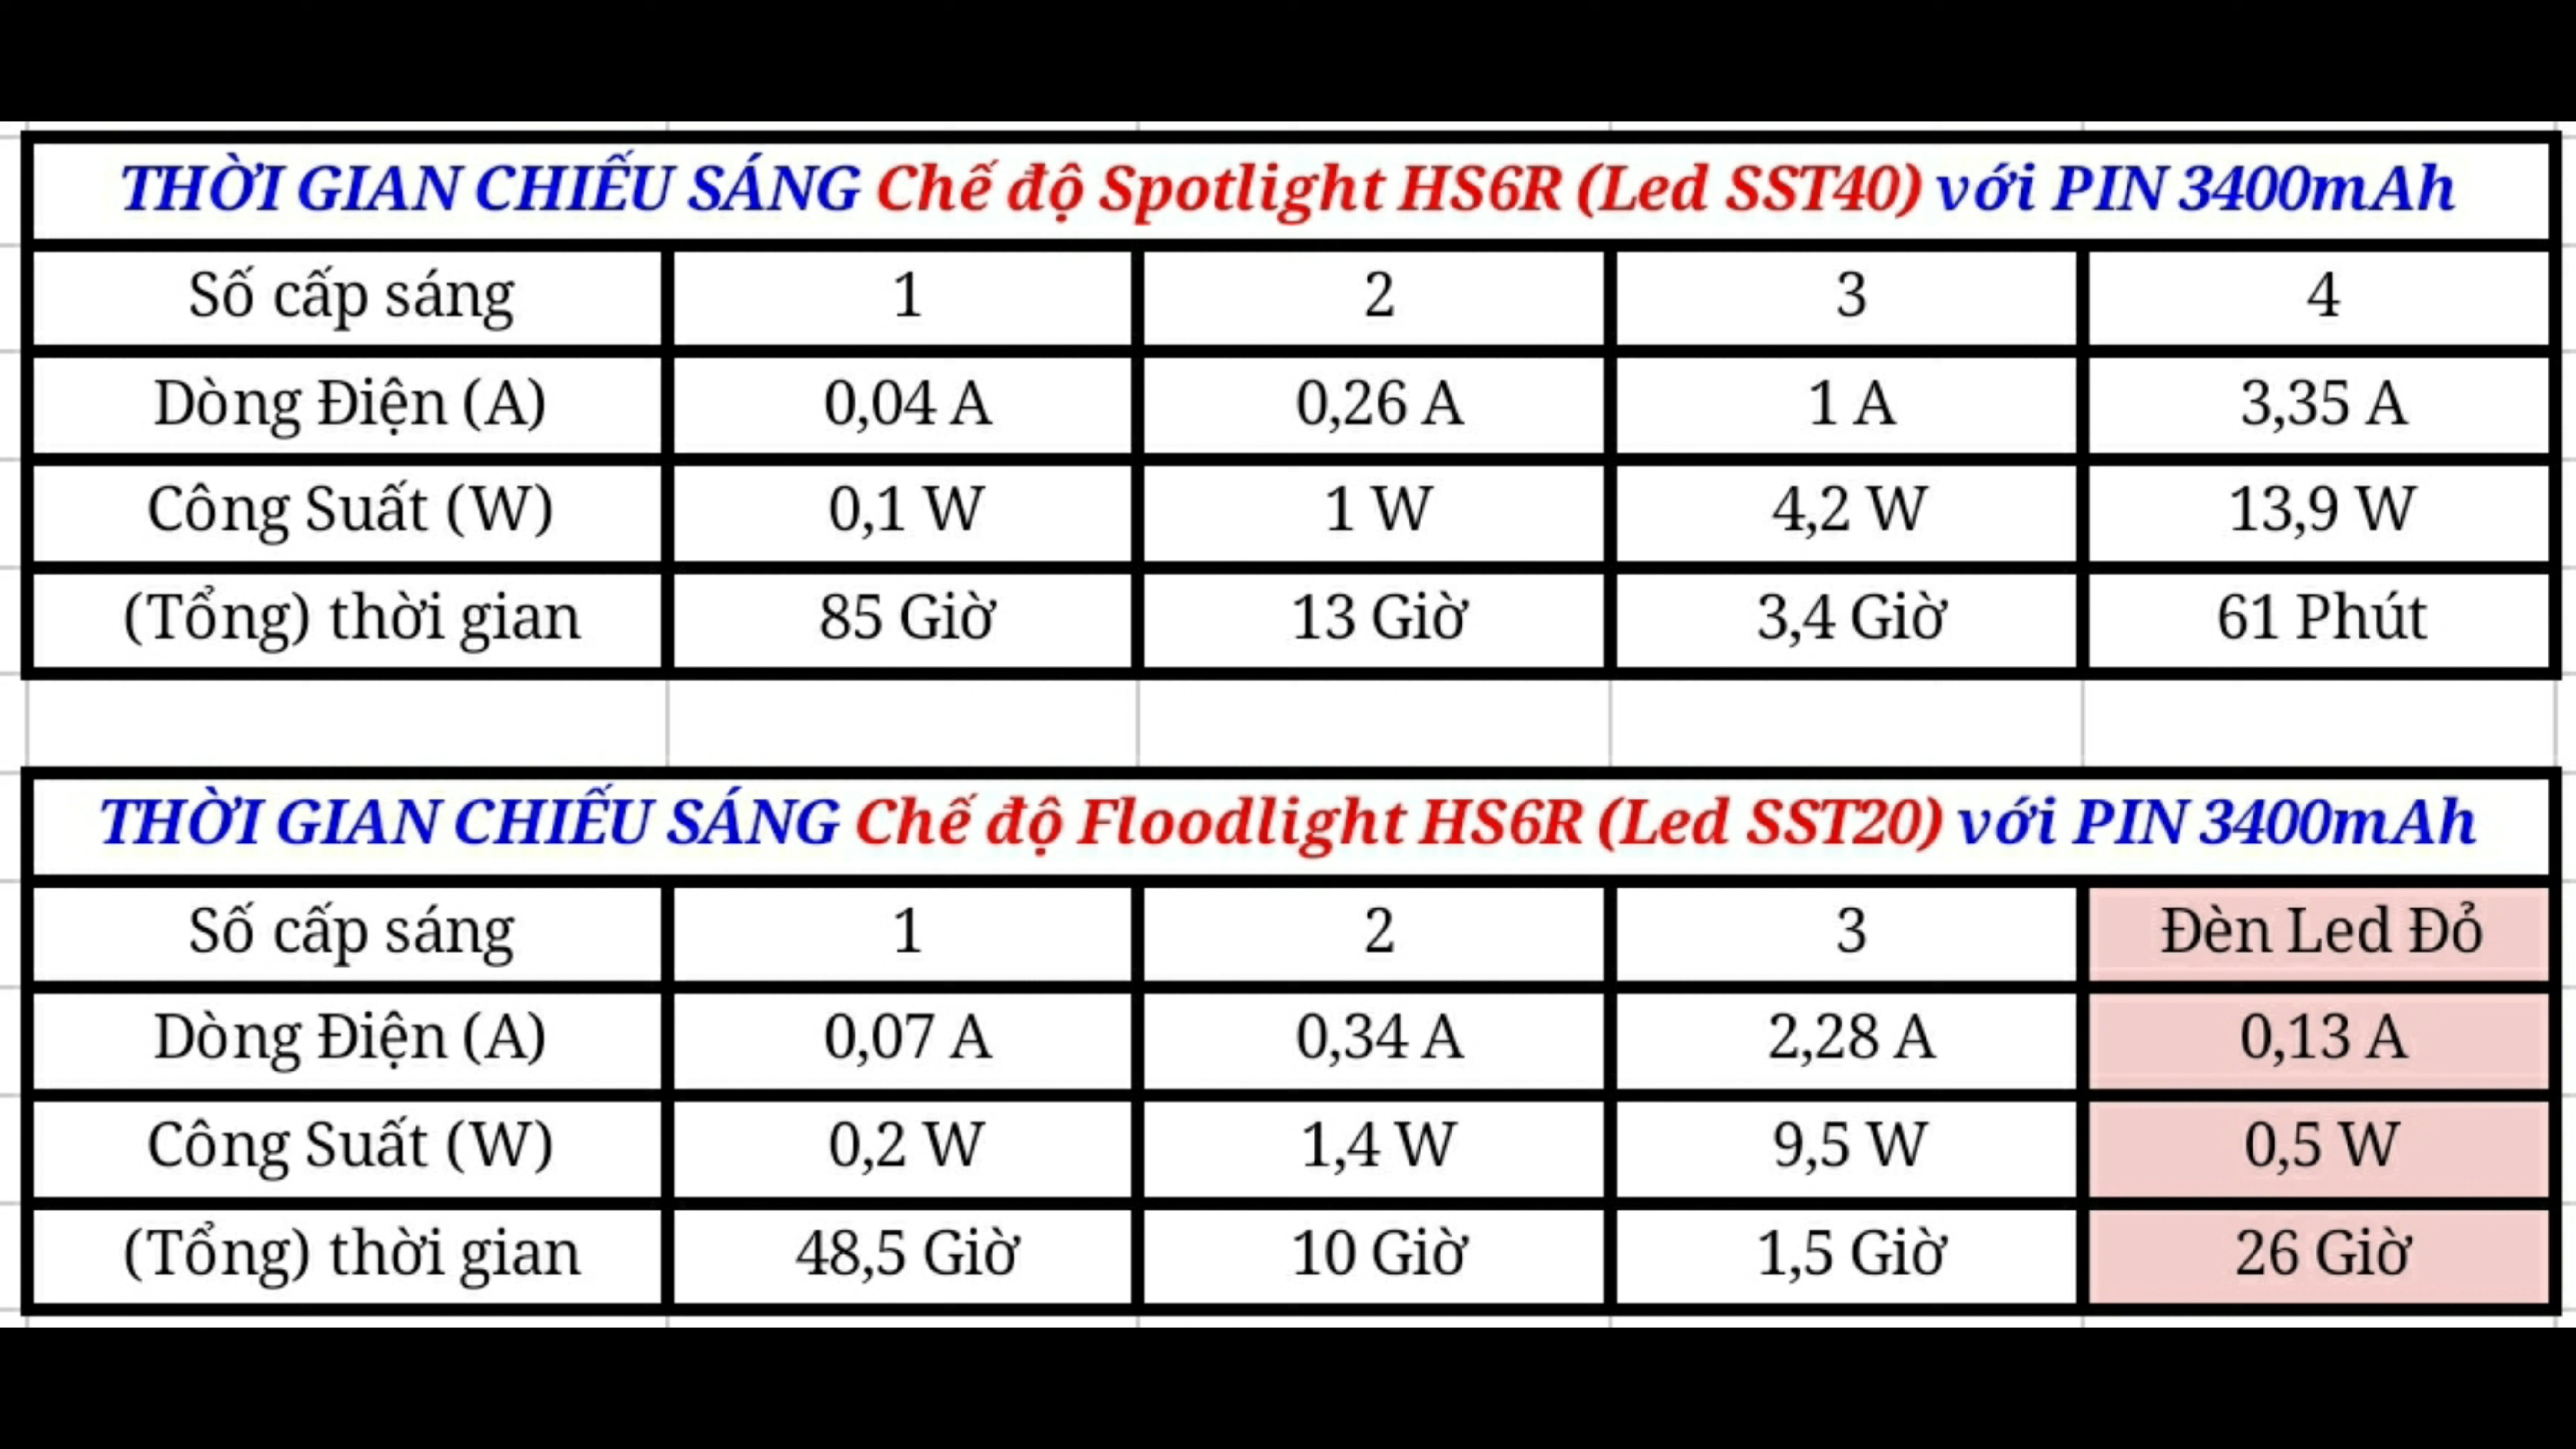 THỜI GIAN CHIẾU SÁNG Chế độ Spotlight HS6R (Led SST40) với PIN 3400mAh
Số cấp sáng 1 2 3 4
Dòng Điện (A) 0,04 A 0,26 A 1 A 3,35 A
Công Suất (W) 0,1 W 1 W 4,2 W 13,9 W
(Tổng) thời gian 85 Giờ 13 Giờ 3,4 Giờ 61 Phút
THỜI GIAN CHIẾU SÁNG Chế độ Floodlight HS6R (Led SST20) với PIN 3400mAh
Số cấp sáng 1 2 3 Đèn Led Đỏ
Dòng Điện (A) 0,07 A 0,34 A 2,28 A 0,13 A
Công Suất (W) 0,2 W 1,4 W 9,5 W 0,5 W
(Tổng) thời gian 48,5 Giờ 10 Giờ 1,5 Giờ 26 Giờ